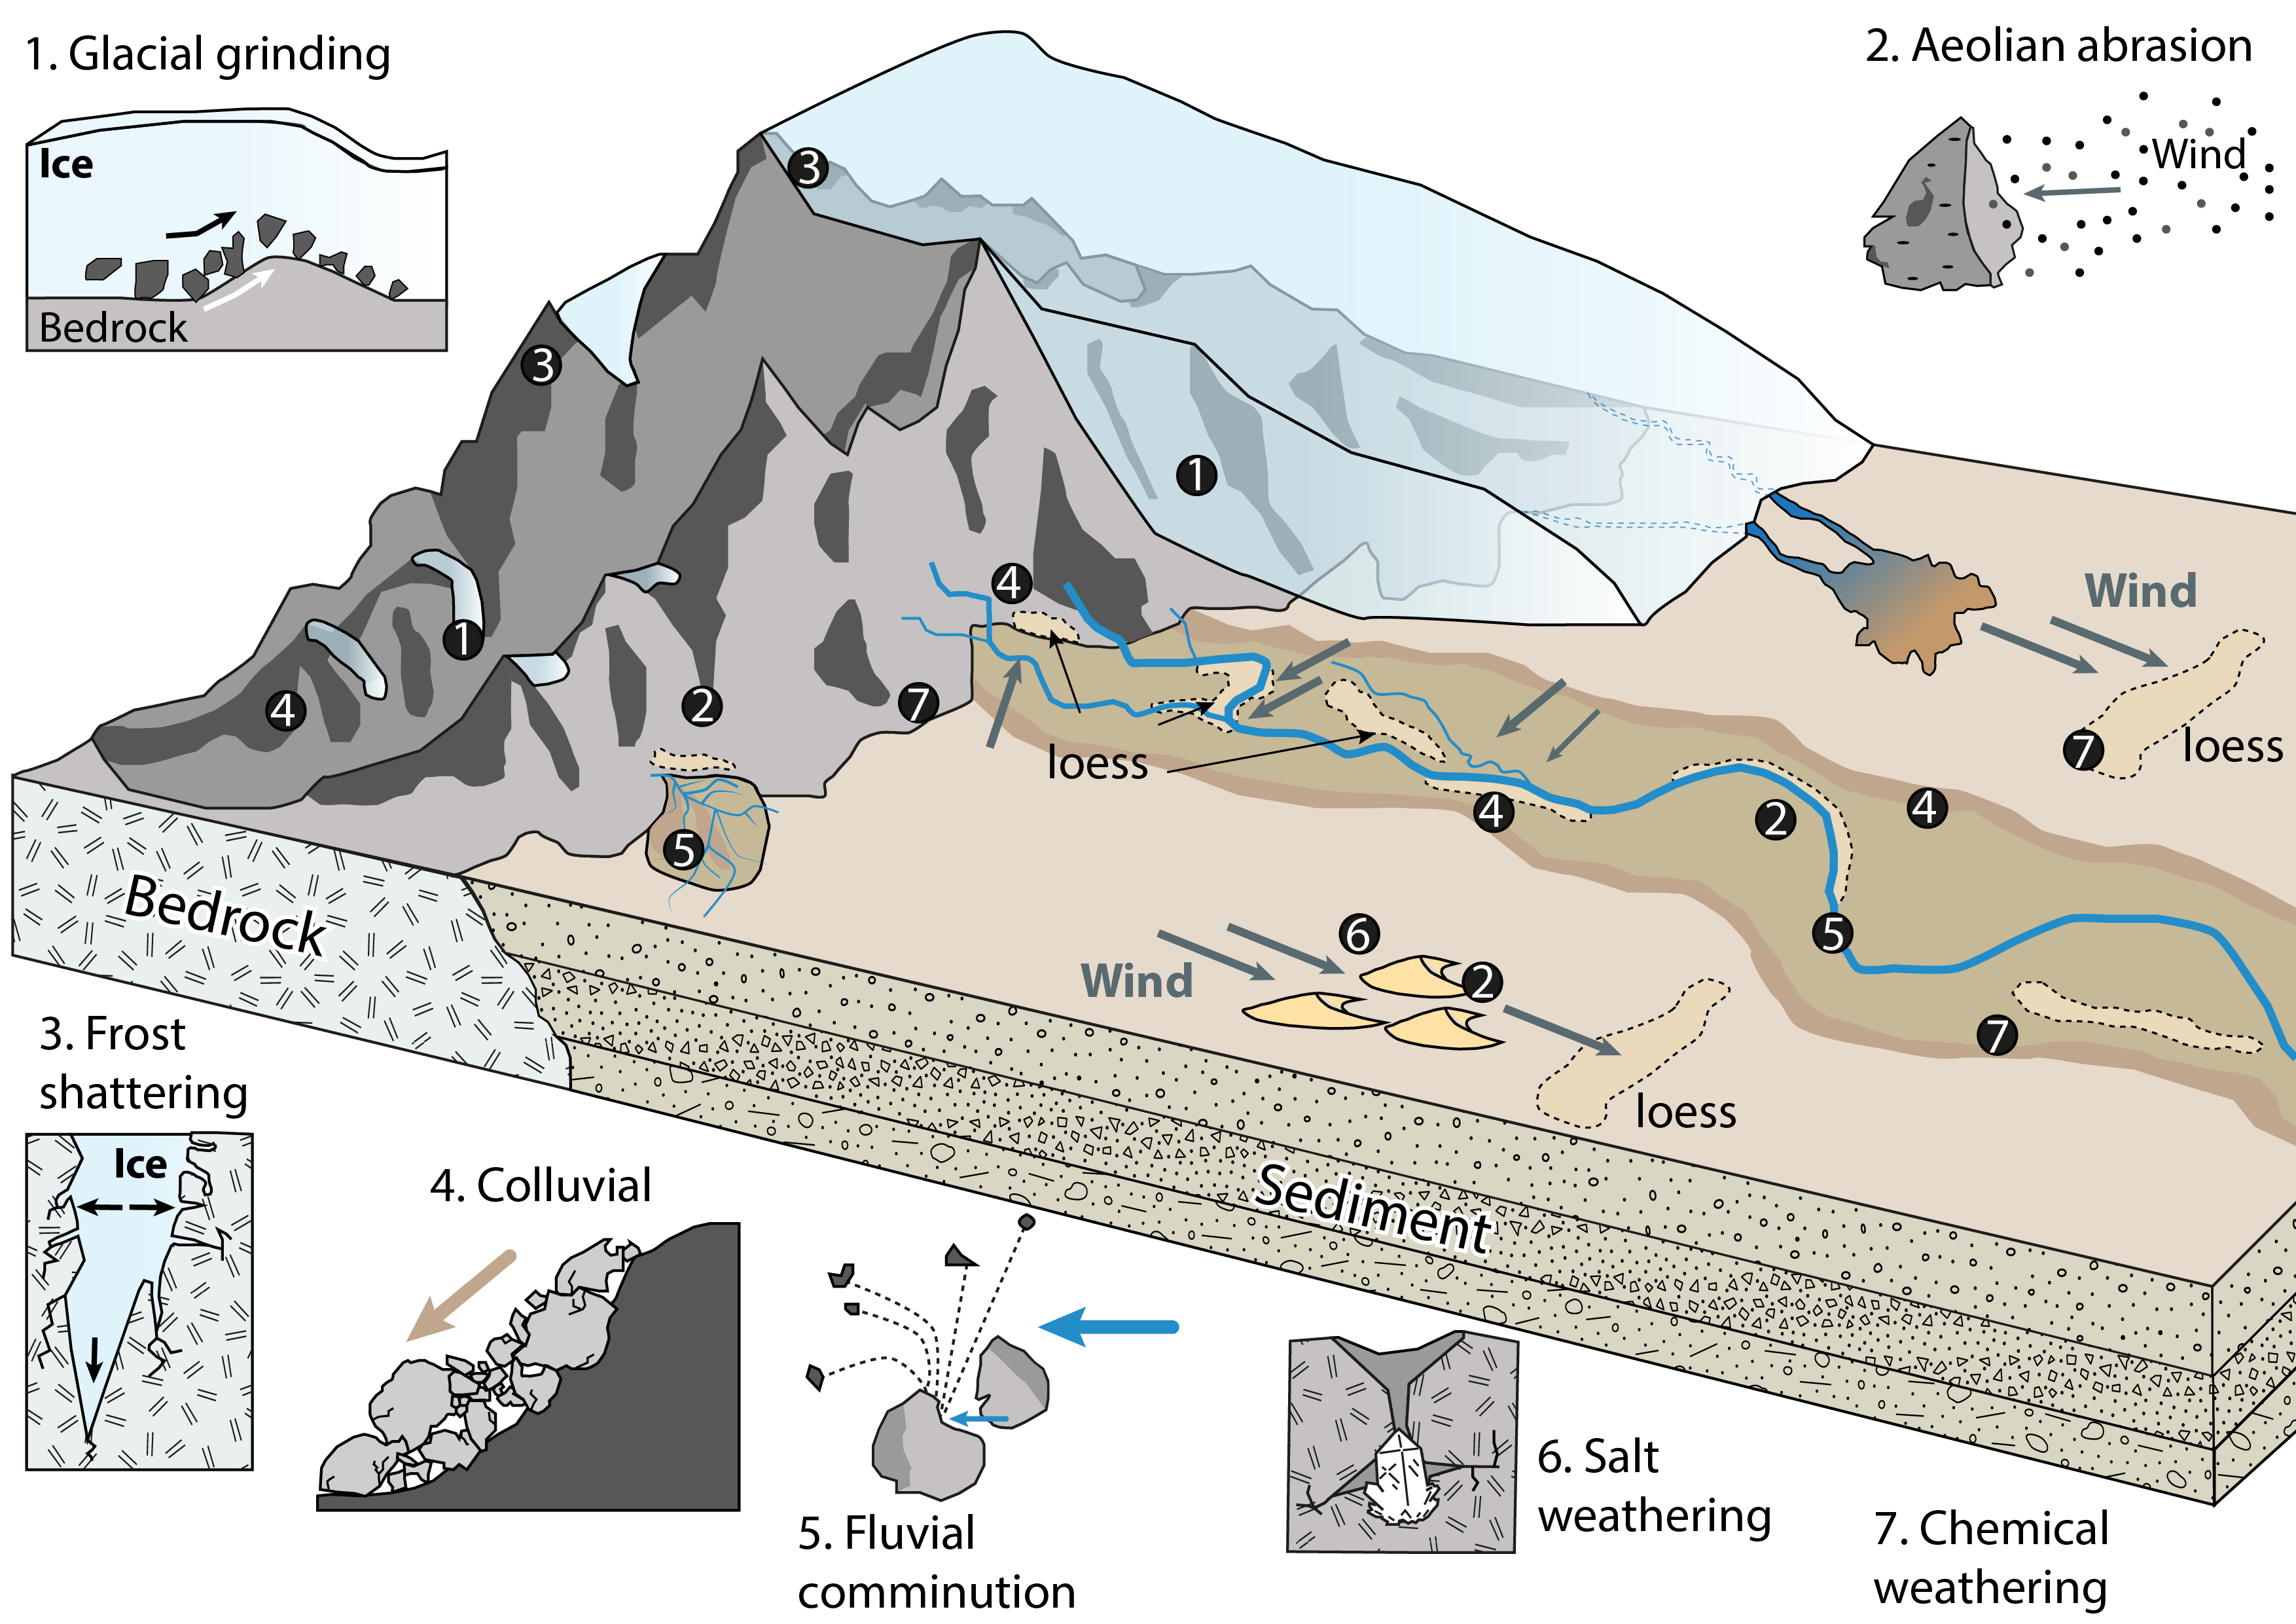 1. Glacial grinding
Ice
Bedrock
2. Aeolian abrasion
Wind
3
3
1
1
4
4
2
7
5
loess
Wind
7
loess
4
2
4
5
7
Wind
6
2
loess
Bedrock
Sediment
3. Frost
shattering
Ice
4. Colluvial
5. Fluvial
comminution
6. Salt
weathering
7. Chemical
weathering